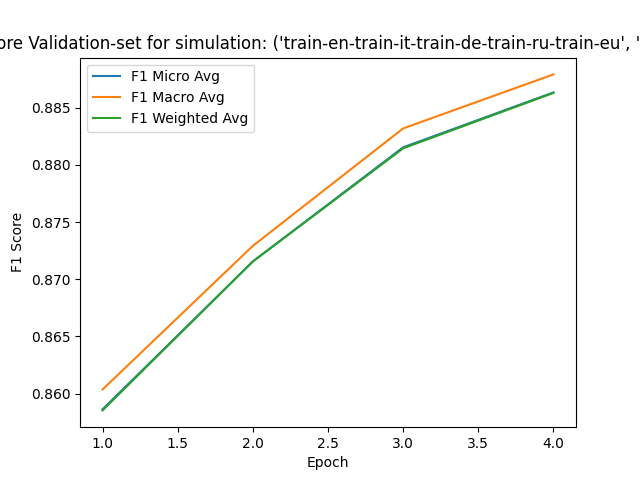 ore Validation-set for simulation: ('train-en-train-it-train-de-train-ru-train-eu', '
F1 Micro Avg
F1 Macro Avg
F1 Weighted Avg
0.885
0.880
0.875
0.870
0.865
0.860
F1 Score
1.0 1.5 2.0 2.5 3.0 3.5 4.0
Epoch